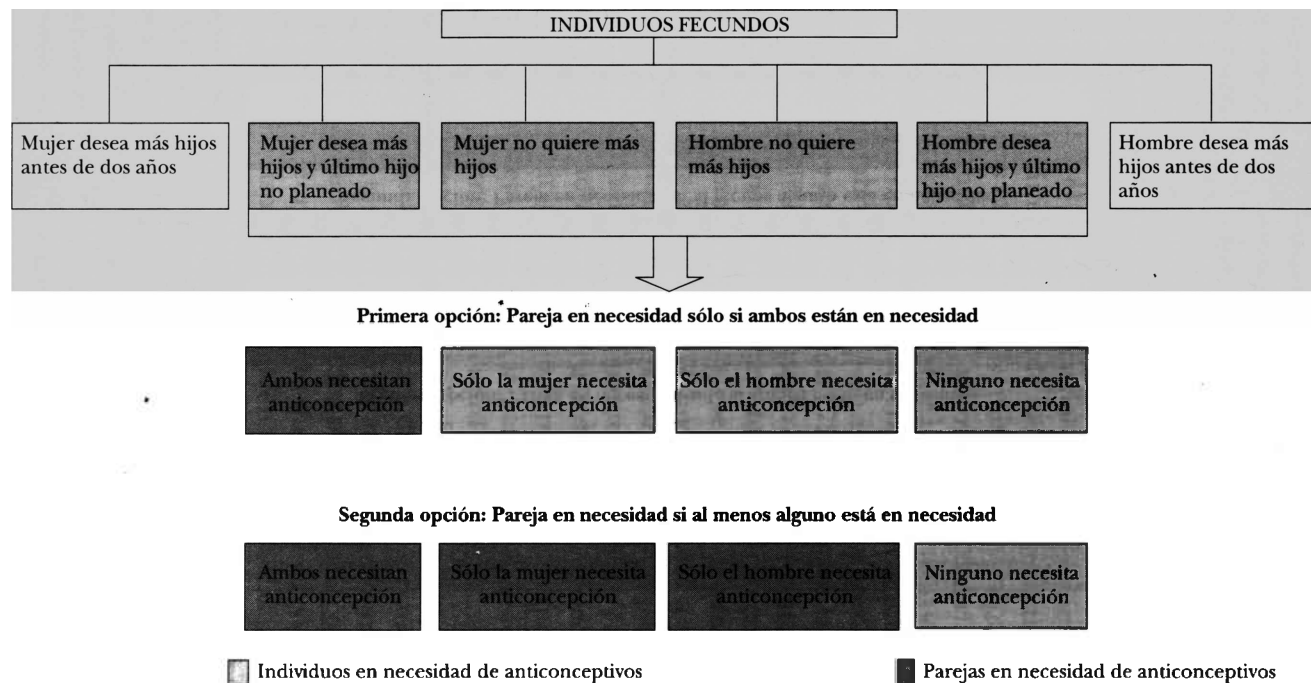 INDIVIDUOS FECUNDOS
Mujer desea más hijos
antes de dos años
Mujer desea más
hijos y último hijo
no planeado
Mujer no quiere más
hijos
Hombre no quiere
más hijos
Hombre desea
más hijos y último
hijo no planeado
Hombre desea más
hijos antes de dos
años
Primera opción: Pareja en necesidad sólo si ambos están en necesidad
Ambos necesitan
anticoncepción
Sólo la mujer necesita
anticoncepción
Sólo el hombre necesita
anticoncepción
Ninguno necesita
anticoncepción
Segunda opción: Pareja en necesidad si al menos alguno está en necesidad
Ambos necesitan
anticoncepción
Sólo la mujer necesita
anticoncepción
Sólo el hombre necesita
anticoncepción
Ninguno necesita
anticoncepción
Individuos en necesidad de anticonceptivos
Parejas en necesidad de anticonceptivos